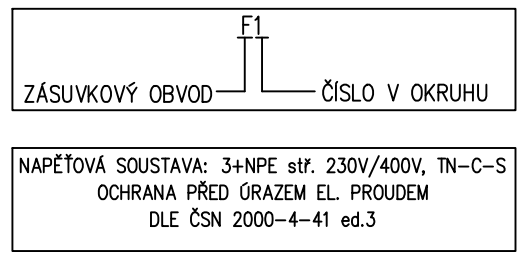 F1
ZÁSUVKOVÝ OBVOD ČÍSLO V OKRUHU
NAPĚŤOVÁ SOUSTAVA: 3+NPE stř. 230V/400V, TN-C-S
OCHRANA PŘED ÚRAZEM EL. PROUDEM
DLE ČSN 2000-4-41 ed.3